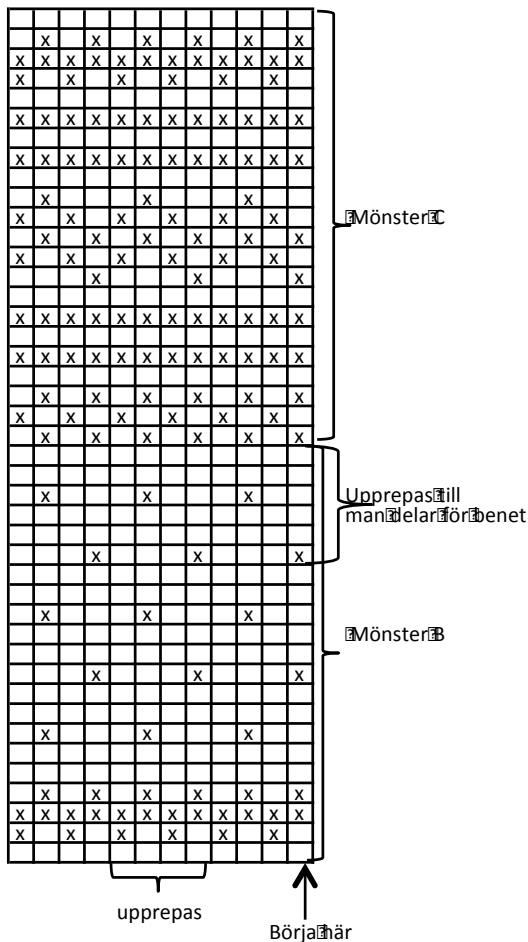 Mönster C
Upprepas till
man delar för benet
Mönster B
upprepas
Börja här